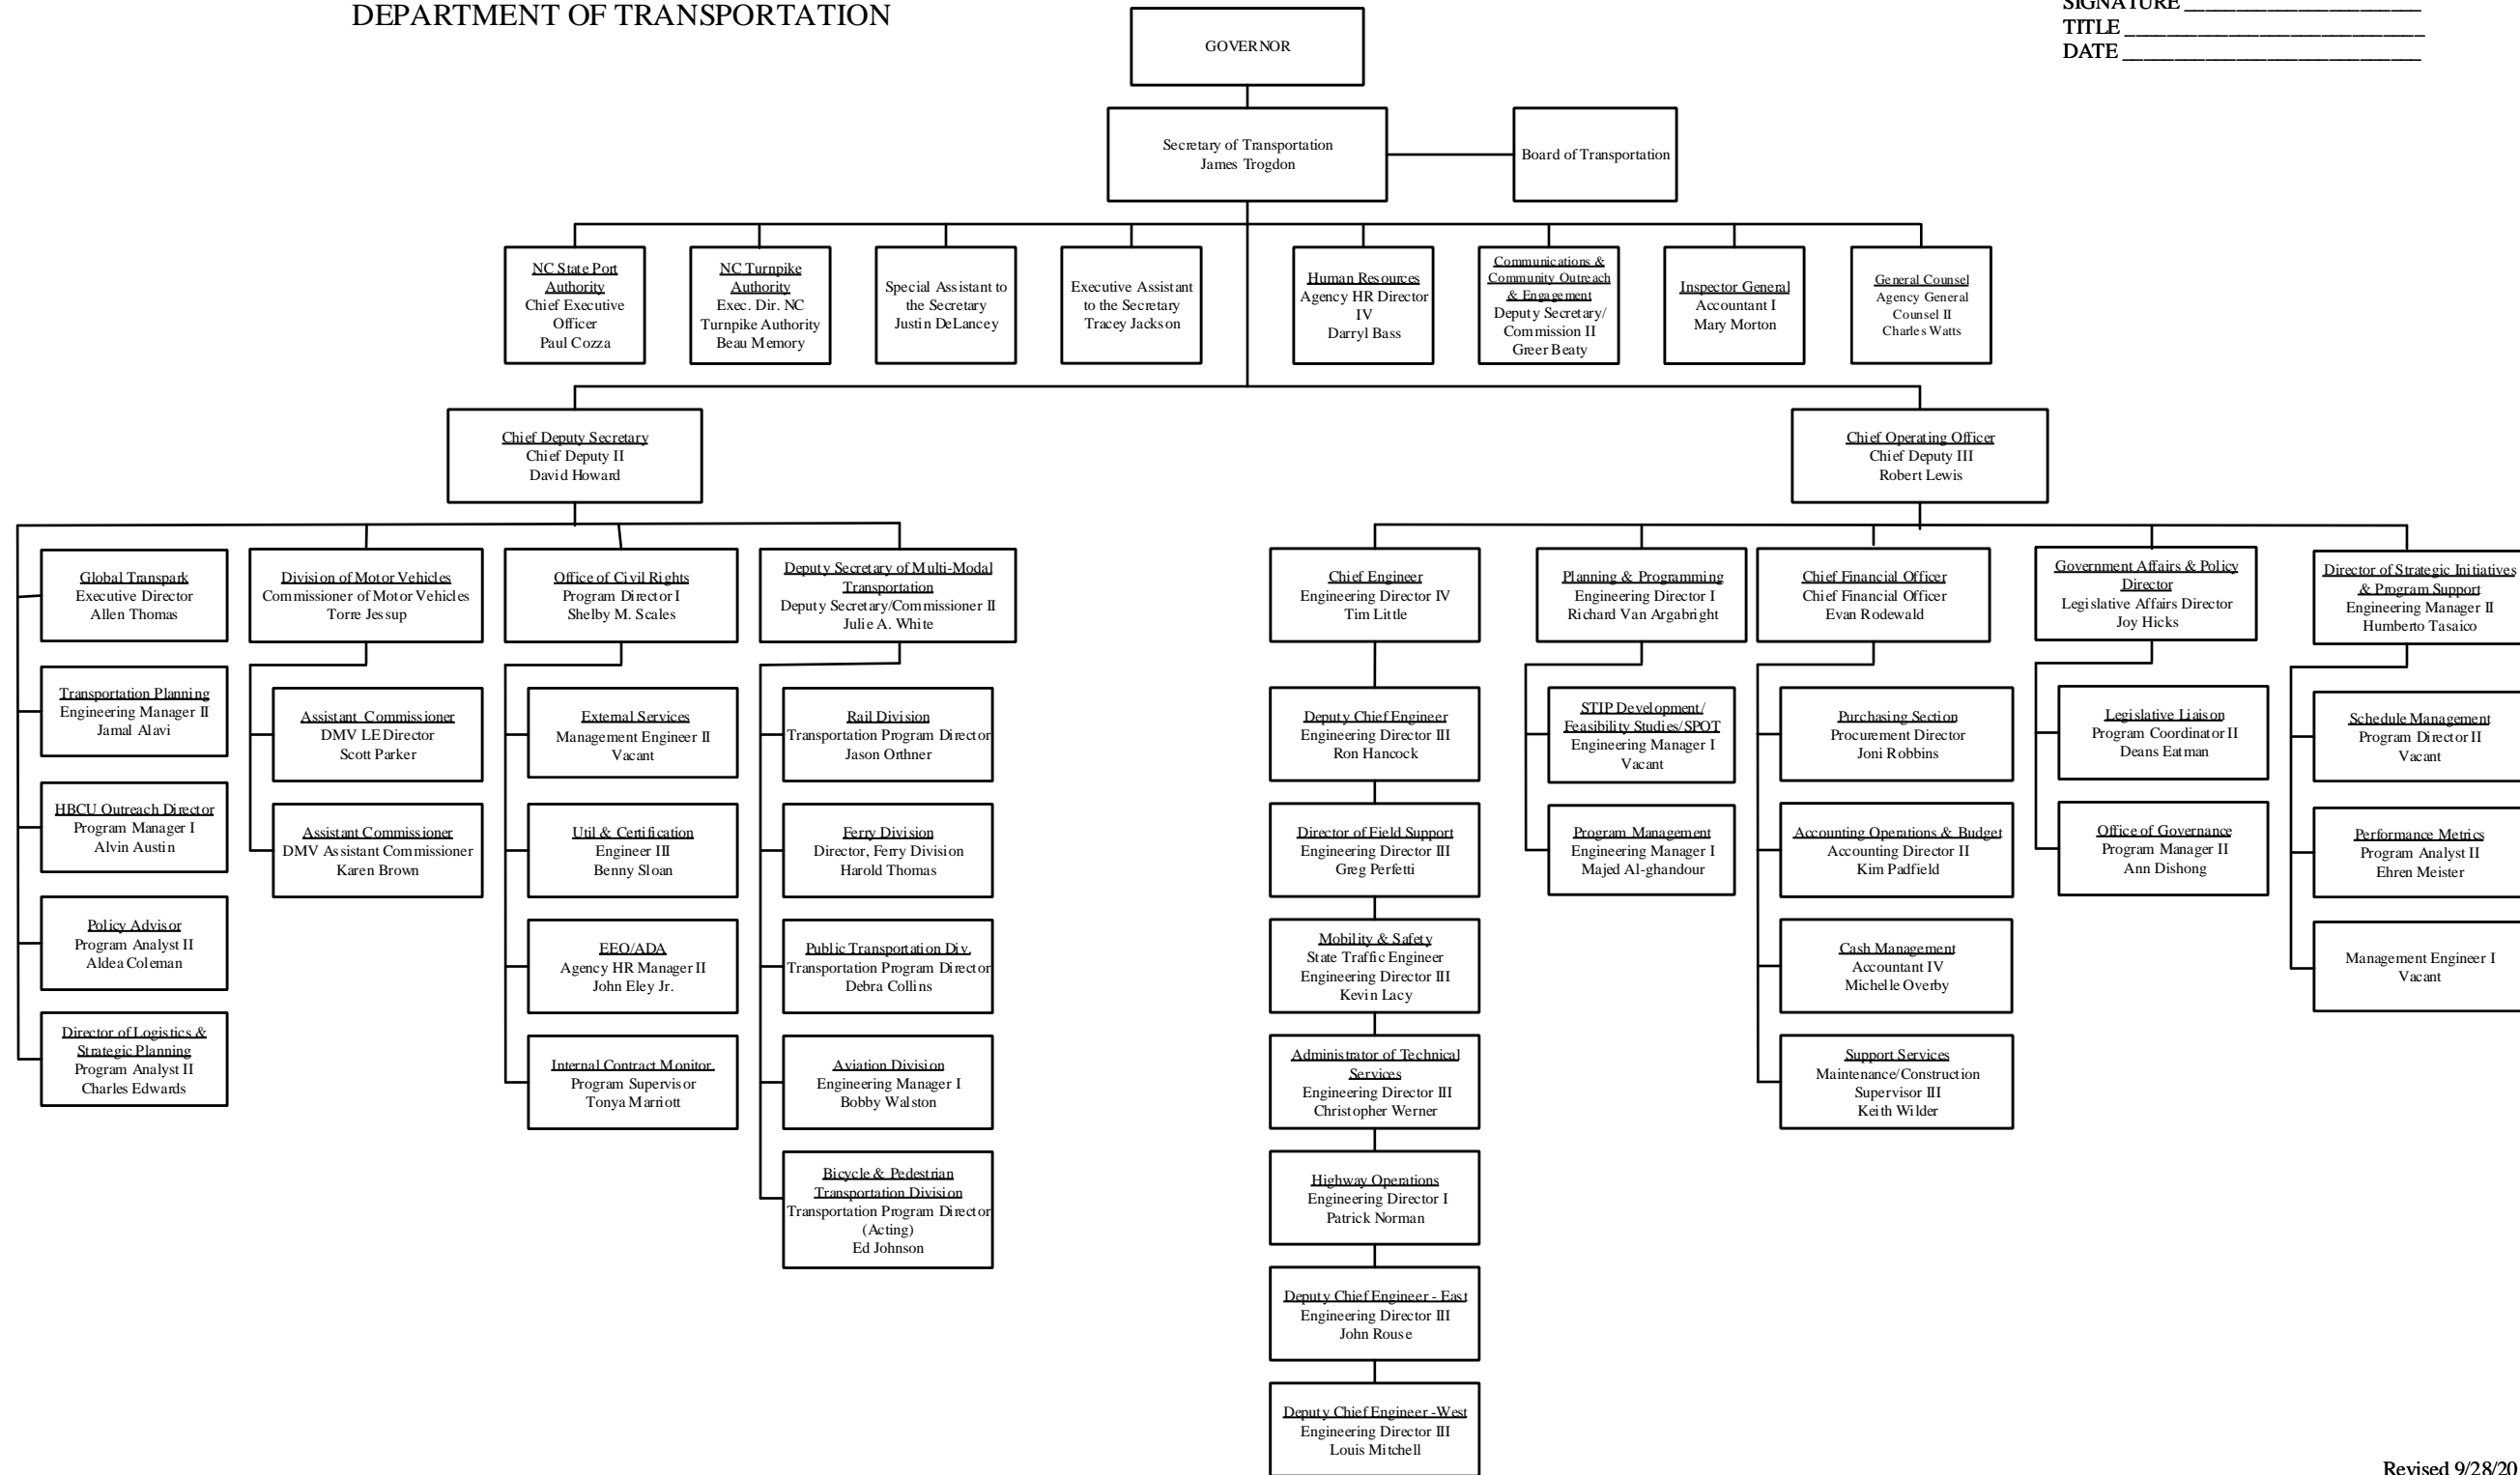 DEPARTMENT OF TRANSPORTATION
SIGNATURE
TITLE
DATE
GOVERNOR
Secretary of Transportation
James Trogdon
Board of Transportation
NC State Port
Authority
Chief Executive
Officer
Paul Cozza
NC Turnpike
Authority
Exec. Dir. NC
Turnpike Authority
Beau Memory
Special Assistant to
the Secretary
Justin DeLancey
Executive Assistant
to the Secretary
Tracey Jackson
Human Resources
Agency HR Director
IV
Darryl Bass
Communications &
Community Outreach
& Engagement
Deputy Secretary/
Commission II
Greer Beaty
Inspector General
Accountant I
Mary Morton
General Counsel
Agency General
Counsel II
Charles Watts
Chief Deputy Secretary
Chief Deputy II
David Howard
Chief Operating Officer
Chief Deputy III
Robert Lewis
Global Transpark
Executive Director
Allen Thomas
Transportation Planning
Engineering Manager II
Jamal Alavi
HBCU Outreach Director
Program Manager I
Alvin Austin
Policy Advisor
Program Analyst II
Aldea Coleman
Director of Logistics &
Strategic Planning
Program Analyst II
Charles Edwards
Division of Motor Vehicles
Commissioner of Motor Vehicles
Torre Jessup
Assistant Commissioner
DMV LE Director
Scott Parker
Assistant Commissioner
DMV Assistant Commissioner
Karen Brown
Office of Civil Rights
Program Director I
Shelby M. Scales
External Services
Management Engineer II
Vacant
Util & Certification
Engineer III
Benny Sloan
EEO/ADA
Agency HR Manager II
John Eley Jr.
Internal Contract Monitor.
Program Supervisor
Tonya Marriott
Deputy Secretary of Multi-Modal
Transportation
Deputy Secretary/Commissioner II
Julie A. White
Rail Division
Transportation Program Director
Jason Orthner
Ferry Division
Director, Ferry Division
Harold Thomas
Public Transportation Div.
Transportation Program Director
Debra Collins
Aviation Division
Engineering Manager I
Bobby Walston
Bicycle & Pedestrian
Transportation Division
Transportation Program Director
(Acting)
Ed Johnson
Chief Engineer
Engineering Director IV
Tim Little
Deputy Chief Engineer
Engineering Director III
Ron Hancock
Director of Field Support
Engineering Director III
Greg Perfetti
Mobility & Safety
State Traffic Engineer
Engineering Director III
Kevin Lacy
Administrator of Technical
Services
Engineering Director III
Christopher Werner
Highway Operations
Engineering Director I
Patrick Norman
Deputy Chief Engineer - East
Engineering Director III
John Rouse
Deputy Chief Engineer -West
Engineering Director III
Louis Mitchell
Planning & Programming
Engineering Director I
Richard Van Argabright
STIP Development/
Feasibility Studies/SPOT
Engineering Manager I
Vacant
Program Management
Engineering Manager I
Majed Al-ghandour
Chief Financial Officer
Chief Financial Officer
Evan Rodewald
Purchasing Section
Procurement Director
Joni Robbins
Accounting Operations & Budget
Accounting Director II
Kim Padfield
Cash Management
Accountant IV
Michelle Overby
Support Services
Maintenance/Construction
Supervisor III
Keith Wilder
Government Affairs & Policy
Director
Legislative Affairs Director
Joy Hicks
Legislative Liaison
Program Coordinator II
Deans Eatman
Office of Governance
Program Manager II
Ann Dishong
Director of Strategic Initiatives
& Program Support
Engineering Manager II
Humberto Tasaico
Schedule Management
Program Director II
Vacant
Performance Metrics
Program Analyst II
Ehren Meister
Management Engineer I
Vacant
Revised 9/28/20